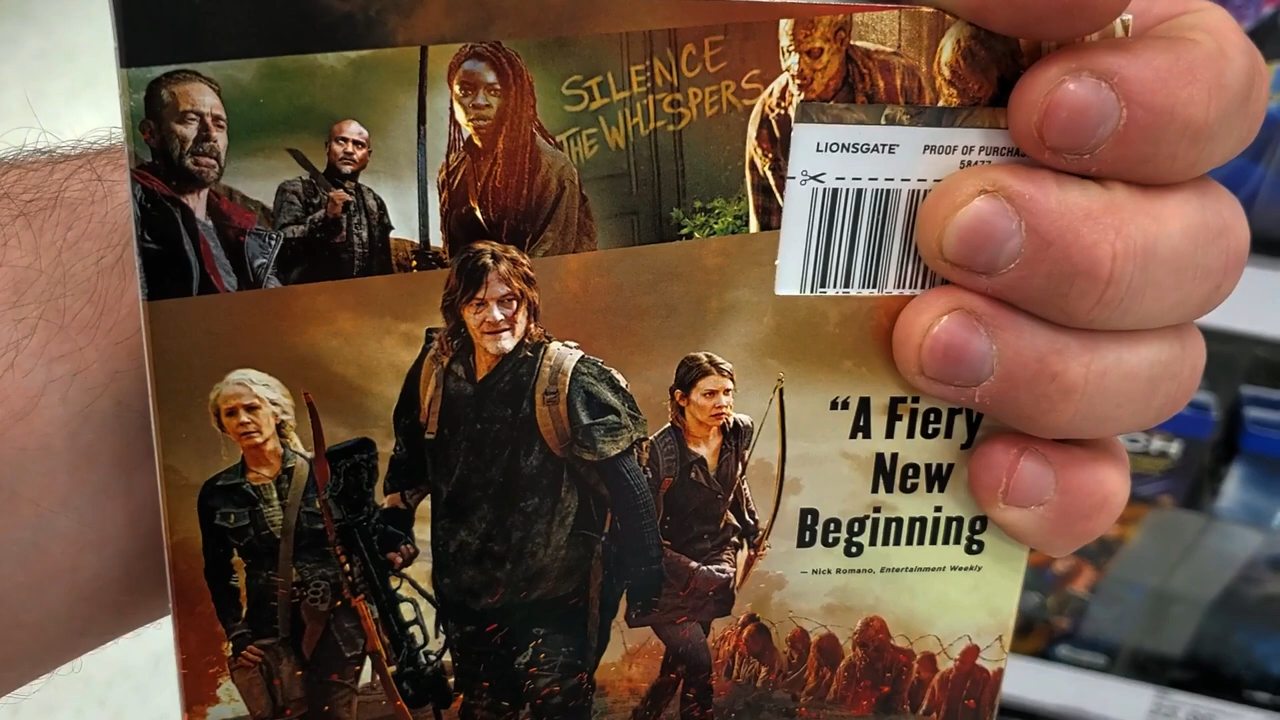 SILENCE
THE WHISPERS
LIONSGATE
PROOF OF PURCHA
58477
"A Fiery
New
Beginning
— Nick Romano, Entertainment Weekly